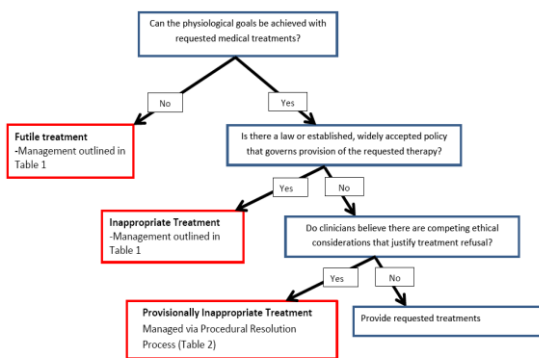 Can the physiological goals be achieved with
requested medical treatments?
No
Yes
Futile treatment
-Management outlined in
Table 1
Is there a law or established, widely accepted policy
that governs provision of the requested therapy?
Yes
No
Inappropriate Treatment
-Management outlined in
Table 1
Do clinicians believe there are competing ethical
considerations that justify treatment refusal?
Yes
No
Provisionally Inappropriate Treatment
Managed via Procedural Resolution
Process (Table 2)
Provide requested treatments